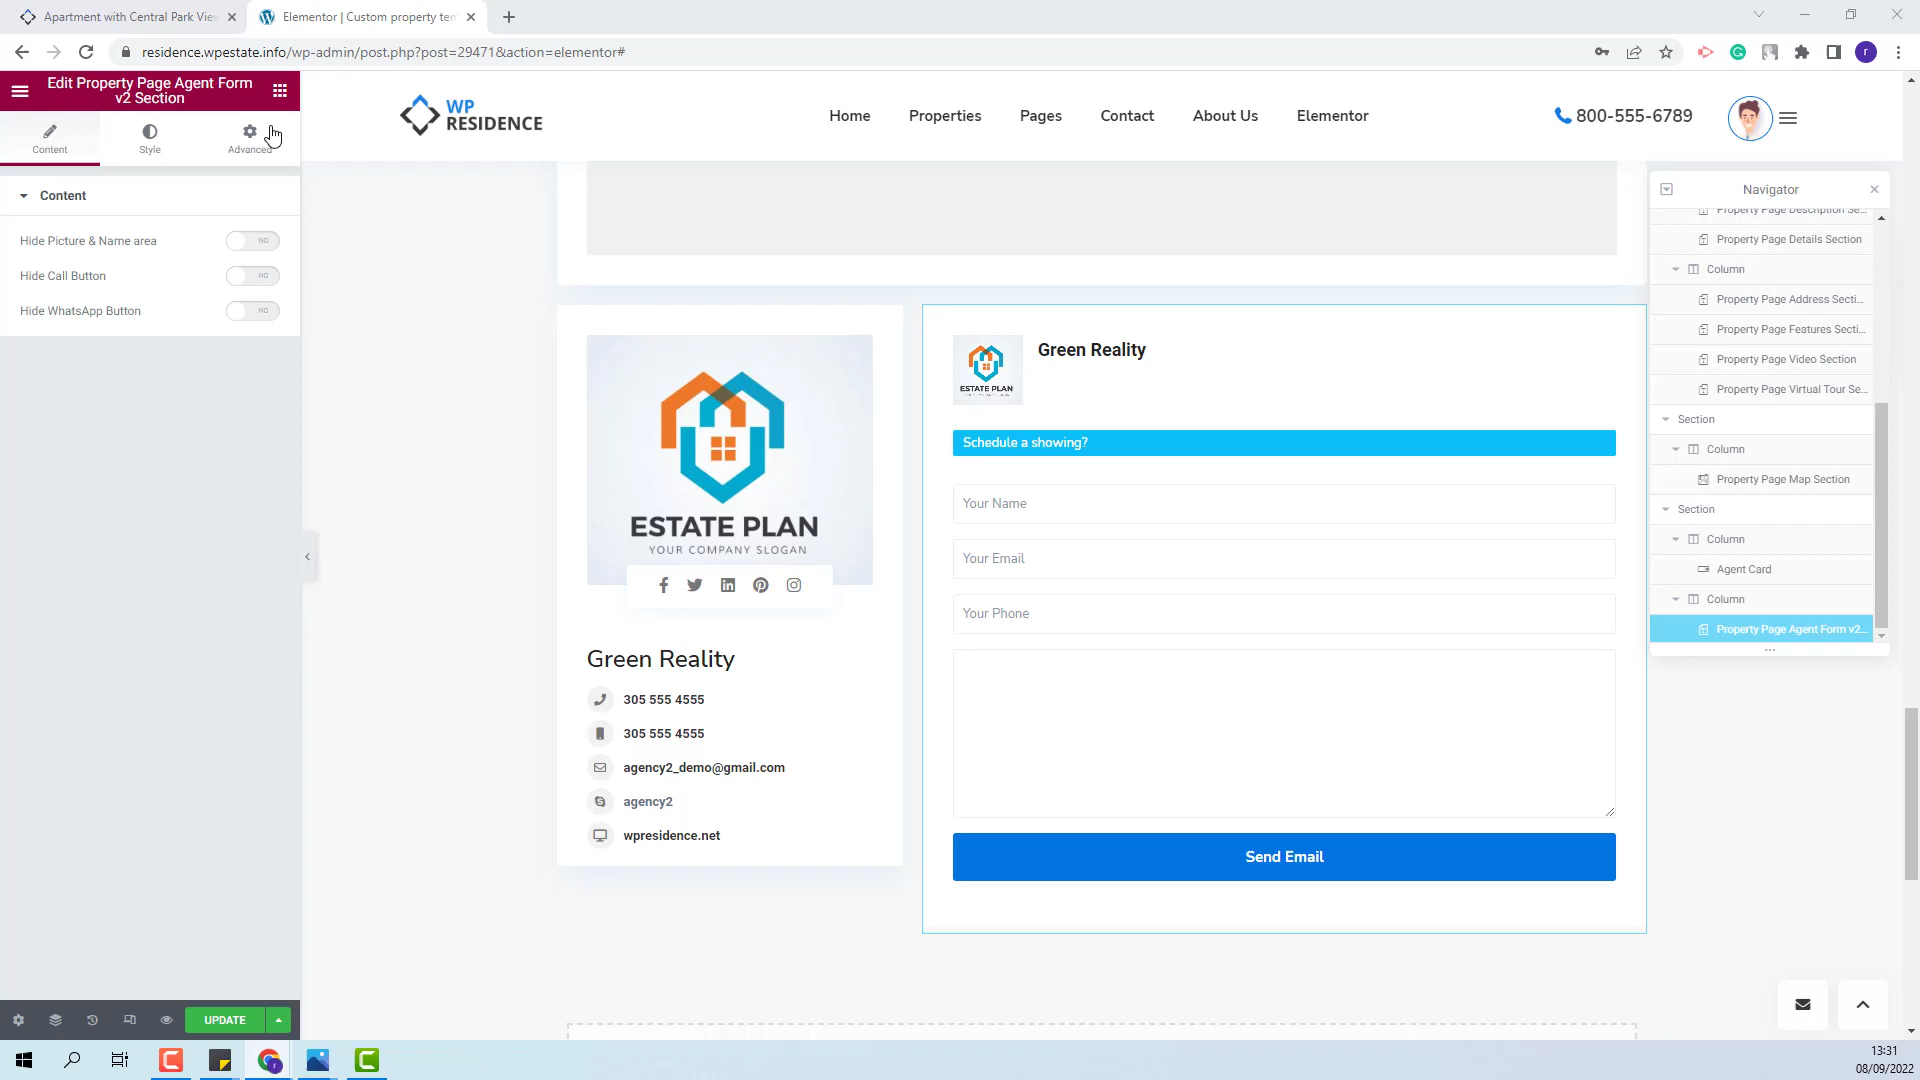 Apartment with Central Park Vie
Elementor | Custom property ten
residence.wpestate.info/wp-admin/post.php?post=29471&action=elementor#
r
Edit Property Page Agent Form
v2 Section
Content
Style
Advanced
Content
Hide Picture & Name area
NO
Hide Call Button
NO
Hide WhatsApp Button
NO
UPDATE
WP
RESIDENCE
Home
Properties
Pages
Contact
About Us
Elementor
800-555-6789
ESTATE PLAN
YOUR COMPANY SLOGAN
Green Reality
305 555 4555
305 555 4555
agency2_demo@gmail.com
agency2
wpresidence.net
ESTATE PLAN
Green Reality
Schedule a showing?
Your Name
Your Email
Your Phone
Send Email
Navigator
Property Page Description Se...
Property Page Details Section
Column
Property Page Address Secti...
Property Page Features Secti...
Property Page Video Section
Property Page Virtual Tour Se...
Section
Column
Property Page Map Section
Section
Column
Agent Card
Column
Property Page Agent Form v2...
13:31
08/09/2022